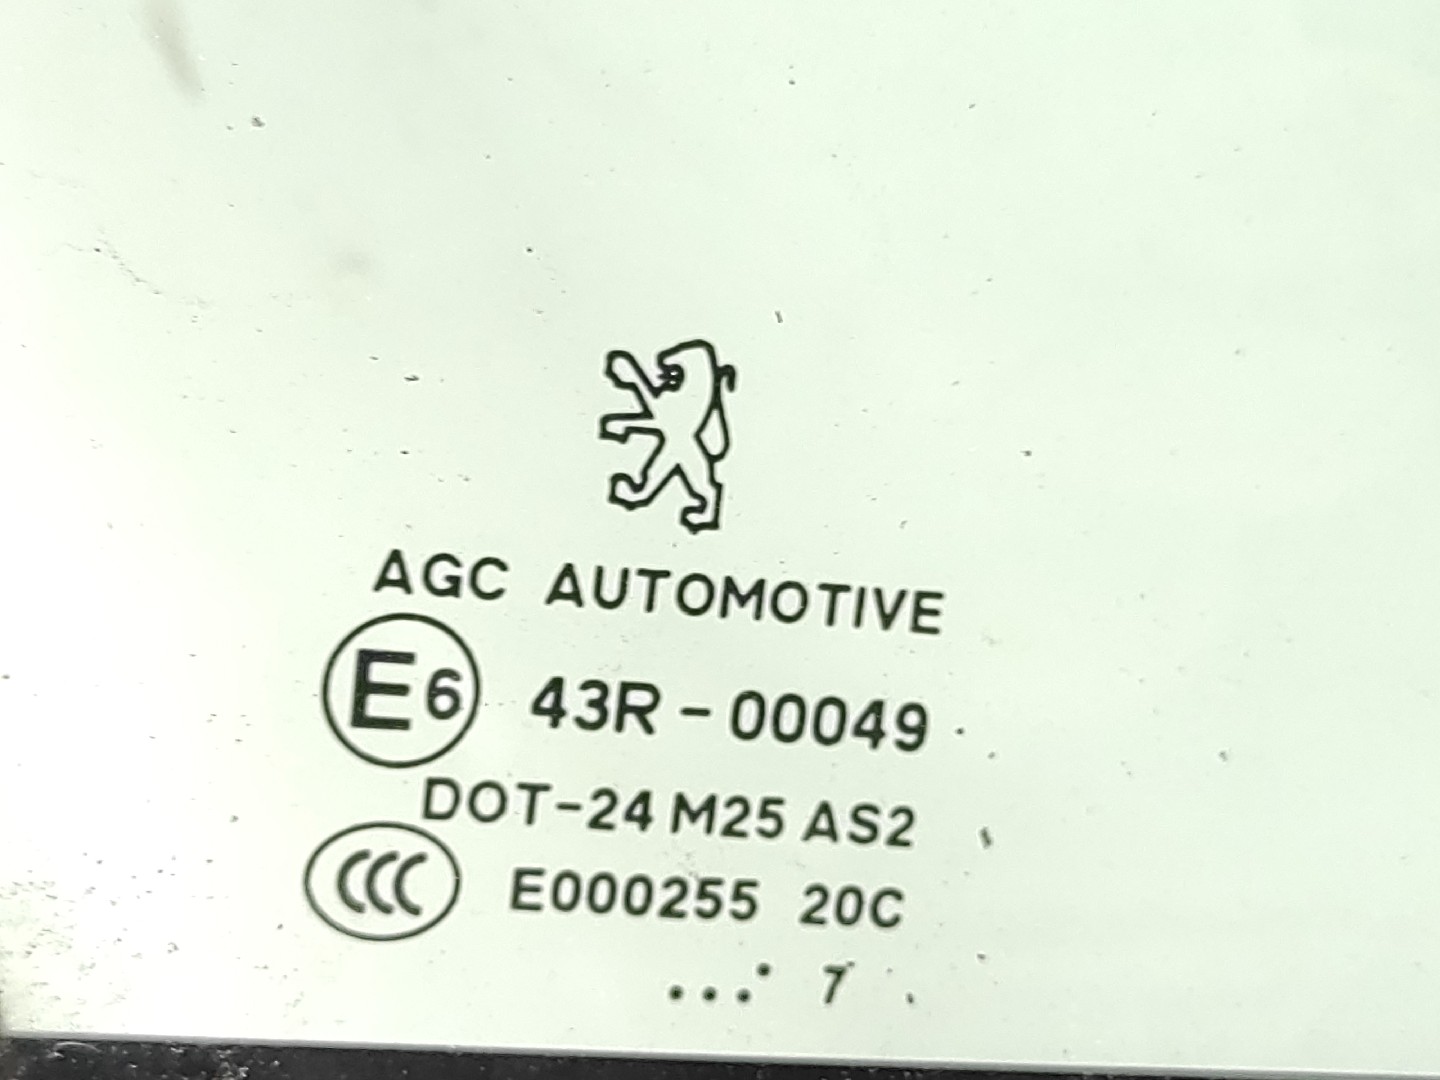 AGC AUTOMOTIVE
E6 43R-00049
DOT-24 M25 AS2
CCC E000255 20C
...· 7 .